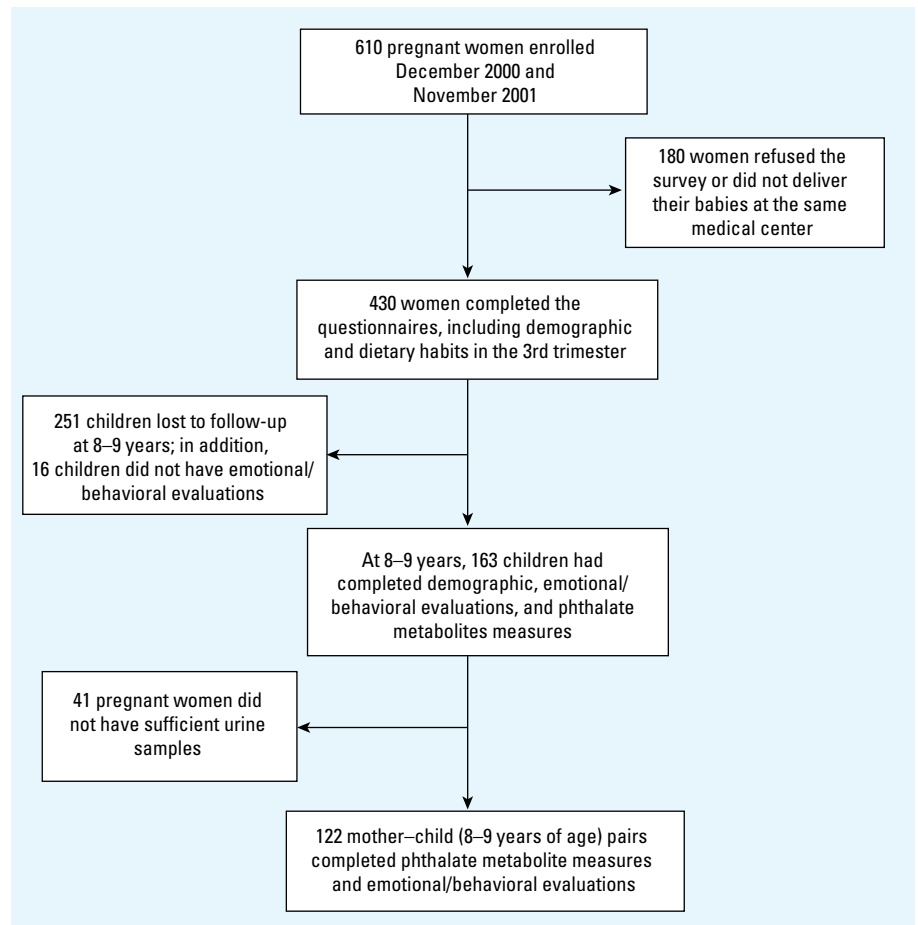 610 pregnant women enrolled
December 2000 and
November 2001
180 women refused the
survey or did not deliver
their babies at the same
medical center
430 women completed the
questionnaires, including demographic
and dietary habits in the 3rd trimester
251 children lost to follow-up
at 8–9 years; in addition,
16 children did not have emotional/
behavioral evaluations
At 8–9 years, 163 children had
completed demographic, emotional/
behavioral evaluations, and phthalate
metabolites measures
41 pregnant women did
not have sufficient urine
samples
122 mother–child (8–9 years of age) pairs
completed phthalate metabolite measures
and emotional/behavioral evaluations